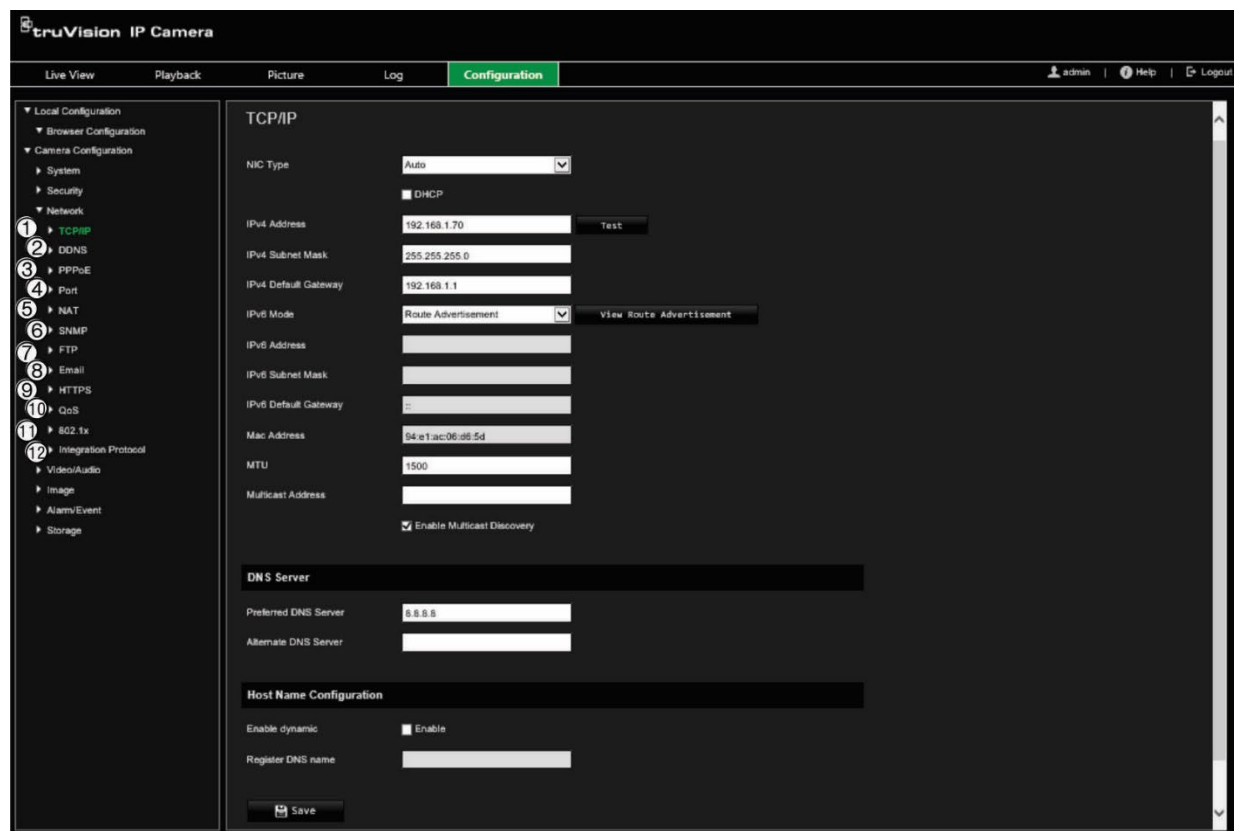 truVision IP Camera
Live View Playback Picture Log Configuration admin | Help | Logout
Local Configuration
Browser Configuration
Camera Configuration
System
Security
Network
1 TCP/IP
2 DDNS
3 PPPoE
4 Port
5 NAT
6 SNMP
7 FTP
8 Email
9 HTTPS
10 QoS
11 802.1x
12 Integration Protocol
Video/Audio
Image
Alarm/Event
Storage
TCP/IP
NIC Type Auto
DHCP
IPv4 Address 192.168.1.70 Test
IPv4 Subnet Mask 255.255.255.0
IPv4 Default Gateway 192.168.1.1
IPv6 Mode Route Advertisement View Route Advertisement
IPv6 Address
IPv6 Subnet Mask
IPv6 Default Gateway ::
Mac Address 94:e1:ac:06:d6:5d
MTU 1500
Multicast Address
Enable Multicast Discovery
DNS Server
Preferred DNS Server 8.8.8.8
Alternate DNS Server
Host Name Configuration
Enable dynamic Enable
Register DNS name
Save